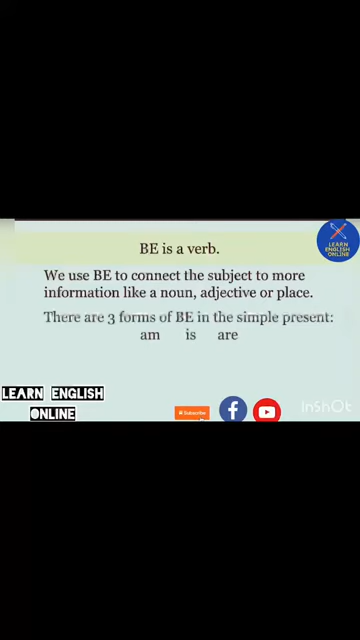 LEARN
ENGLISH
ONLINE
BE is a verb.
We use BE to connect the subject to more
information like a noun, adjective or place.
There are 3 forms of BE in the simple present:
am is are
LEARN ENGLISH
ONLINE
Subscribe
InShOt